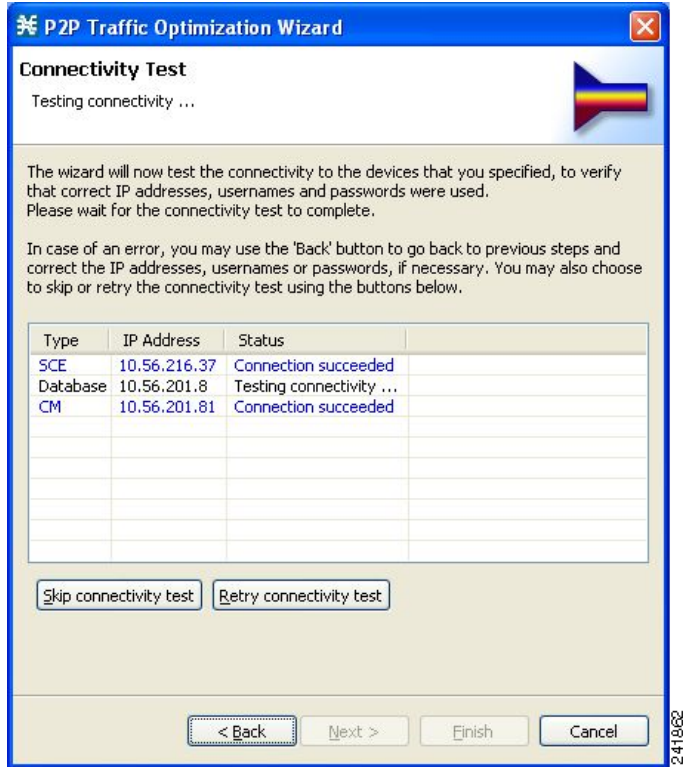 P2P Traffic Optimization Wizard
Connectivity Test
Testing connectivity ...
The wizard will now test the connectivity to the devices that you specified, to verify
that correct IP addresses, usernames and passwords were used.
Please wait for the connectivity test to complete.
In case of an error, you may use the 'Back' button to go back to previous steps and
correct the IP addresses, usernames or passwords, if necessary. You may also choose
to skip or retry the connectivity test using the buttons below.
Type IP Address Status
SCE 10.56.216.37 Connection succeeded
Database 10.56.201.8 Testing connectivity ...
CM 10.56.201.81 Connection succeeded
Skip connectivity test Retry connectivity test
< Back Next > Finish Cancel
241862